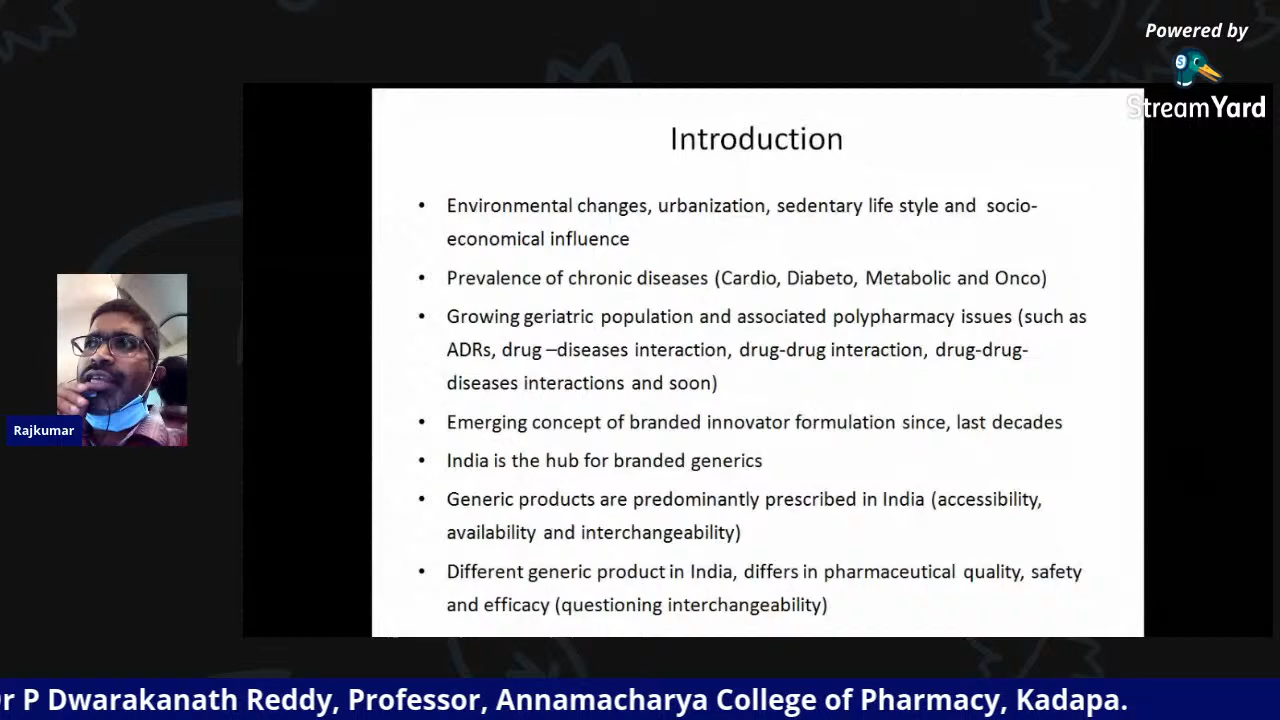 Powered by
StreamYard
Introduction
• Environmental changes, urbanization, sedentary life style and socio-
economical influence
• Prevalence of chronic diseases (Cardio, Diabeto, Metabolic and Onco)
• Growing geriatric population and associated polypharmacy issues (such as
ADRs, drug –diseases interaction, drug-drug interaction, drug-drug-
diseases interactions and soon)
• Emerging concept of branded innovator formulation since, last decades
• India is the hub for branded generics
• Generic products are predominantly prescribed in India (accessibility,
availability and interchangeability)
• Different generic product in India, differs in pharmaceutical quality, safety
and efficacy (questioning interchangeability)
Rajkumar
r P Dwarakanath Reddy, Professor, Annamacharya College of Pharmacy, Kadapa.